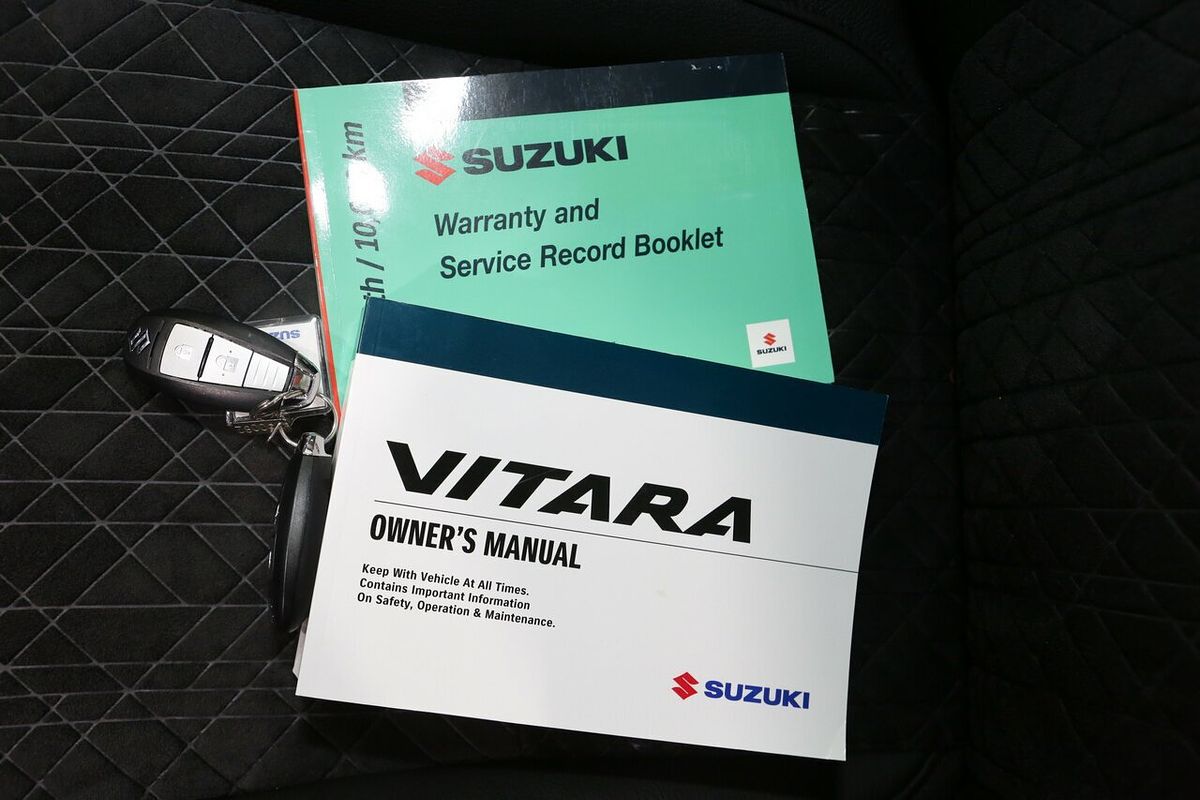 SUZUKI
Warranty and
Service Record Booklet
SUZUKI
SUZ
VITARA
OWNER'S MANUAL
Keep With Vehicle At All Times.
Contains Important Information
On Safety, Operation & Maintenance.
SUZUKI